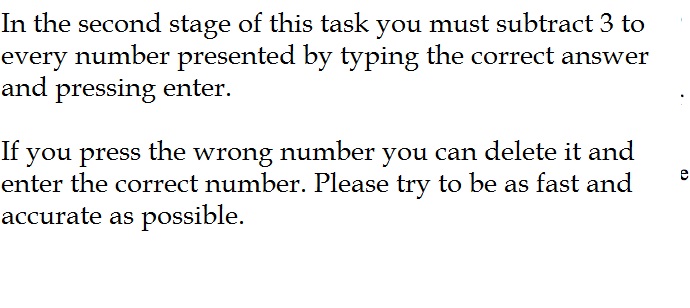 In the second stage of this task you must subtract 3 to
every number presented by typing the correct answer
and pressing enter.
If you press the wrong number you can delete it and
enter the correct number. Please try to be as fast and
accurate as possible.